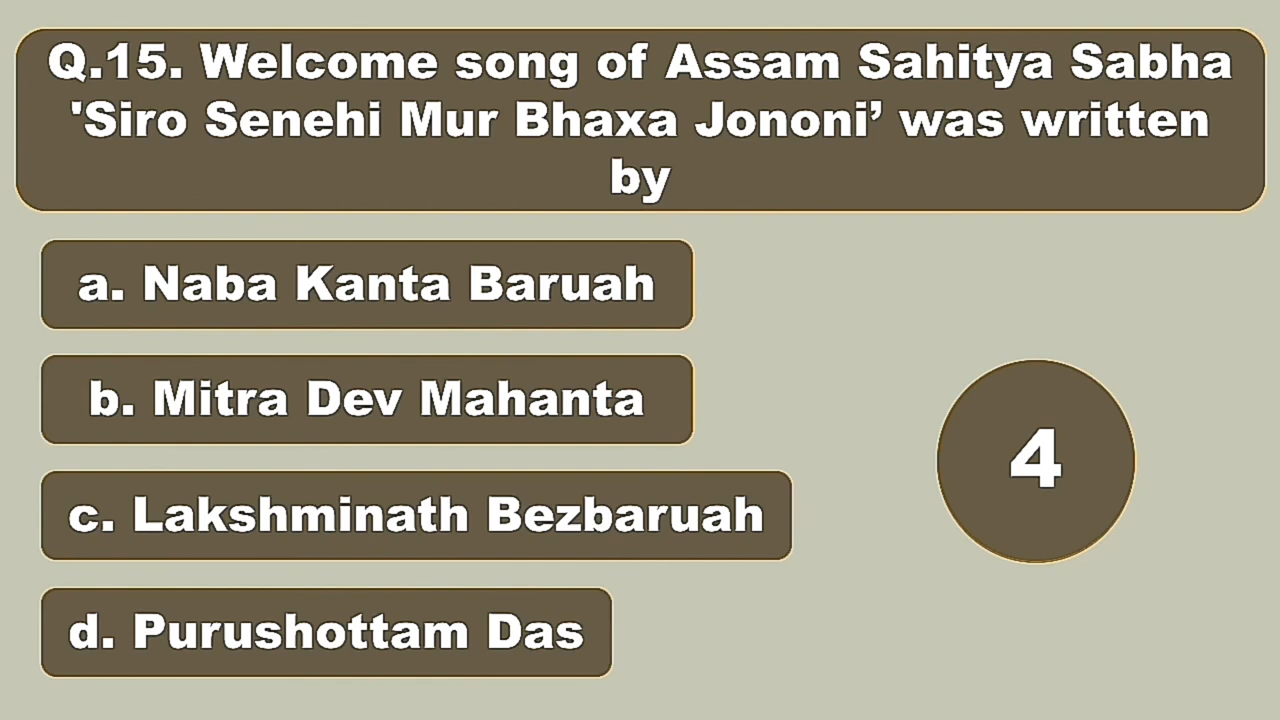 Q.15. Welcome song of Assam Sahitya Sabha
'Siro Senehi Mur Bhaxa Jononi’ was written
by
a. Naba Kanta Baruah
b. Mitra Dev Mahanta
c. Lakshminath Bezbaruah
4
d. Purushottam Das